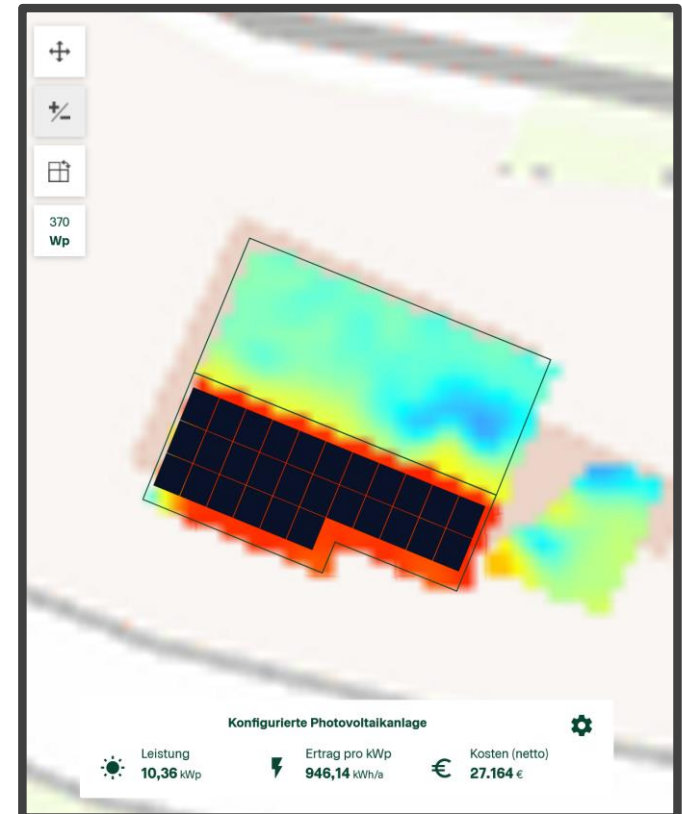 370
Wp
Konfigurierte Photovoltaikanlage
Leistung
10,36 kWp
Ertrag pro kWp
946,14 kWh/a
Kosten (netto)
27.164 €